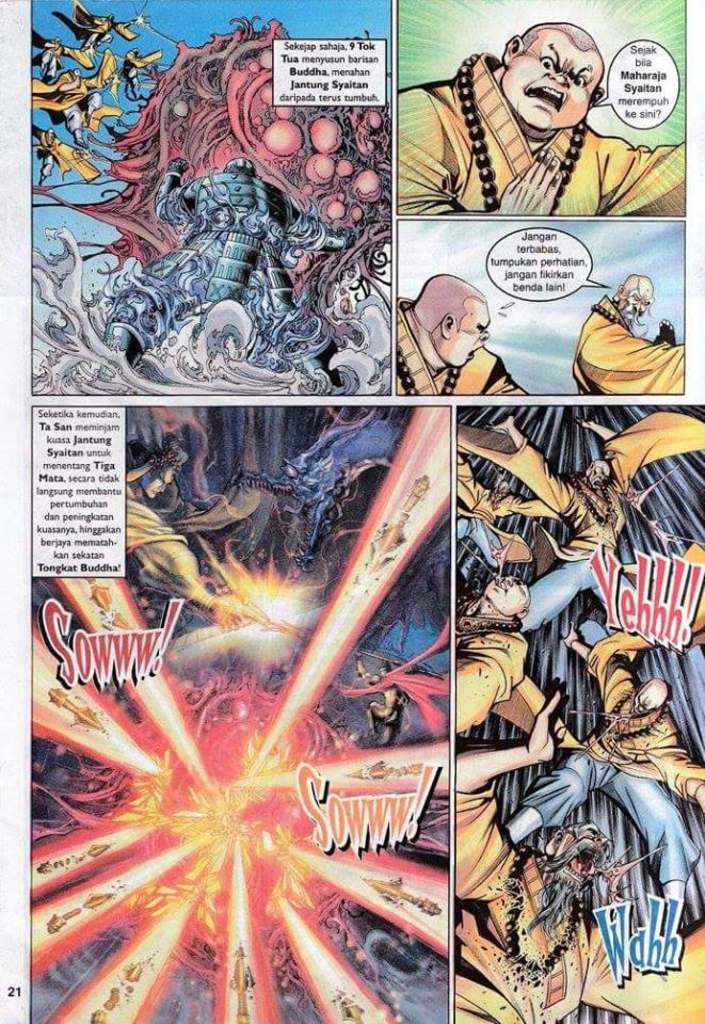 Sekejap sahaja, 9 Tok
Tua menyusun barisan
Buddha, menahan
Jantung Syaitan
daripada terus tumbuh.
Sejak
bila
Maharaja
Syaitan
merempuh
ke sini?
Jangan
terbabas,
tumpukan perhatian,
jangan fikirkan
benda lain!
Seketika kemudian,
Ta San meminjam
kuasa Jantung
Syaitan untuk
menentang Tiga
Mata, secara tidak
langsung membantu
pertumbuhan
dan peningkatan
kuasanya, hinggakan
berjaya mematah-
kan sekatan
Tongkat Buddha!
Sowww!
Sowww!
Yehhh!
Wahh
21